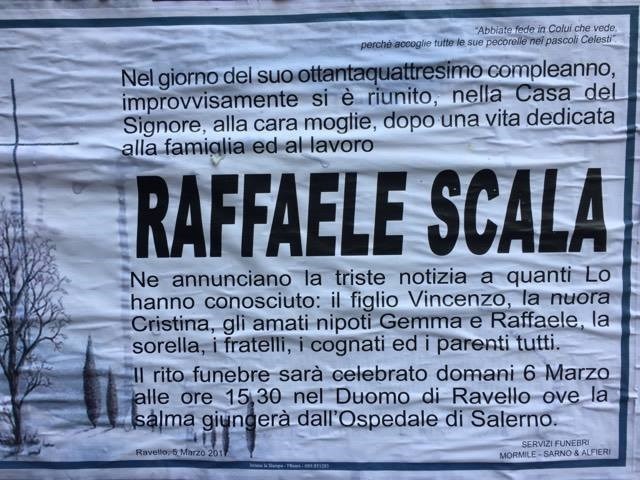 "Abbiate fede in Colui che vede,
perchè accoglie tutte le sue pecorelle nei pascoli Celesti".
Nel giorno del suo ottantaquattresimo compleanno,
improvvisamente si è riunito, nella Casa del
Signore, alla cara moglie, dopo una vita dedicata
alla famiglia ed al lavoro
RAFFAELE SCALA
Ne annunciano la triste notizia a quanti Lo
hanno conosciuto: il figlio Vincenzo, la nuora
Cristina, gli amati nipoti Gemma e Raffaele, la
sorella, i fratelli, i cognati ed i parenti tutti.
Il rito funebre sarà celebrato domani 6 Marzo
alle ore 15,30 nel Duomo di Ravello ove la
salma giungerà dall'Ospedale di Salerno.
Ravello, 5 Marzo 2017
SERVIZI FUNEBRI
MORMILE - SARNO & ALFIERI